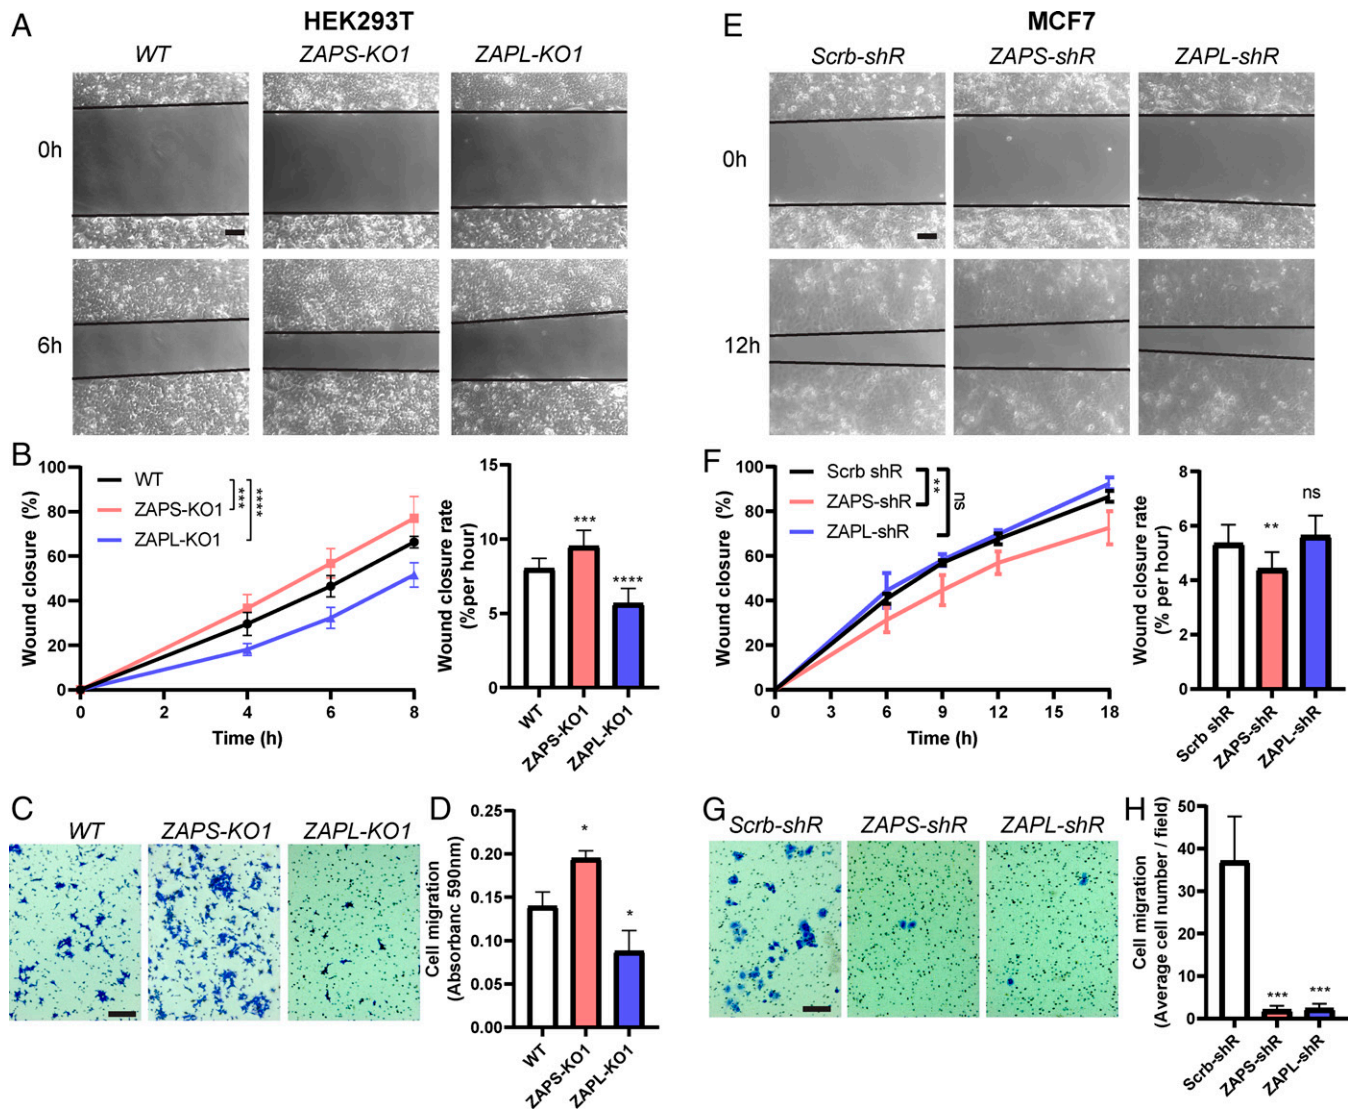 A
HEK293T
WT
ZAPS-KO1
ZAPL-KO1
0h
6h
B
Wound closure (%)
100
80
60
40
20
0
0
2
4
6
8
Time (h)
WT
ZAPS-KO1
ZAPL-KO1
***
****
Wound closure rate
(%per hour)
15
10
5
0
***
****
WT
ZAPS-KO1
ZAPL-KO1
C
WT
ZAPS-KO1
ZAPL-KO1
D
Cell migration
(Absorbanc 590nm)
0.25
0.20
0.15
0.10
0.05
0.00
*
*
WT
ZAPS-KO1
ZAPL-KO1
E
MCF7
Scrb-shR
ZAPS-shR
ZAPL-shR
0h
12h
F
Wound closure (%)
100
80
60
40
20
0
0
3
6
9
12
15
18
Time (h)
Scrb shR
ZAPS-shR
ZAPL-shR
**
ns
Wound closure rate
(% per hour)
8
6
4
2
0
**
ns
Scrb shR
ZAPS-shR
ZAPL-shR
G
Scrb-shR
ZAPS-shR
ZAPL-shR
H
Cell migration
(Average cell number / field)
50
40
30
20
10
0
***
***
Scrb-shR
ZAPS-shR
ZAPL-shR